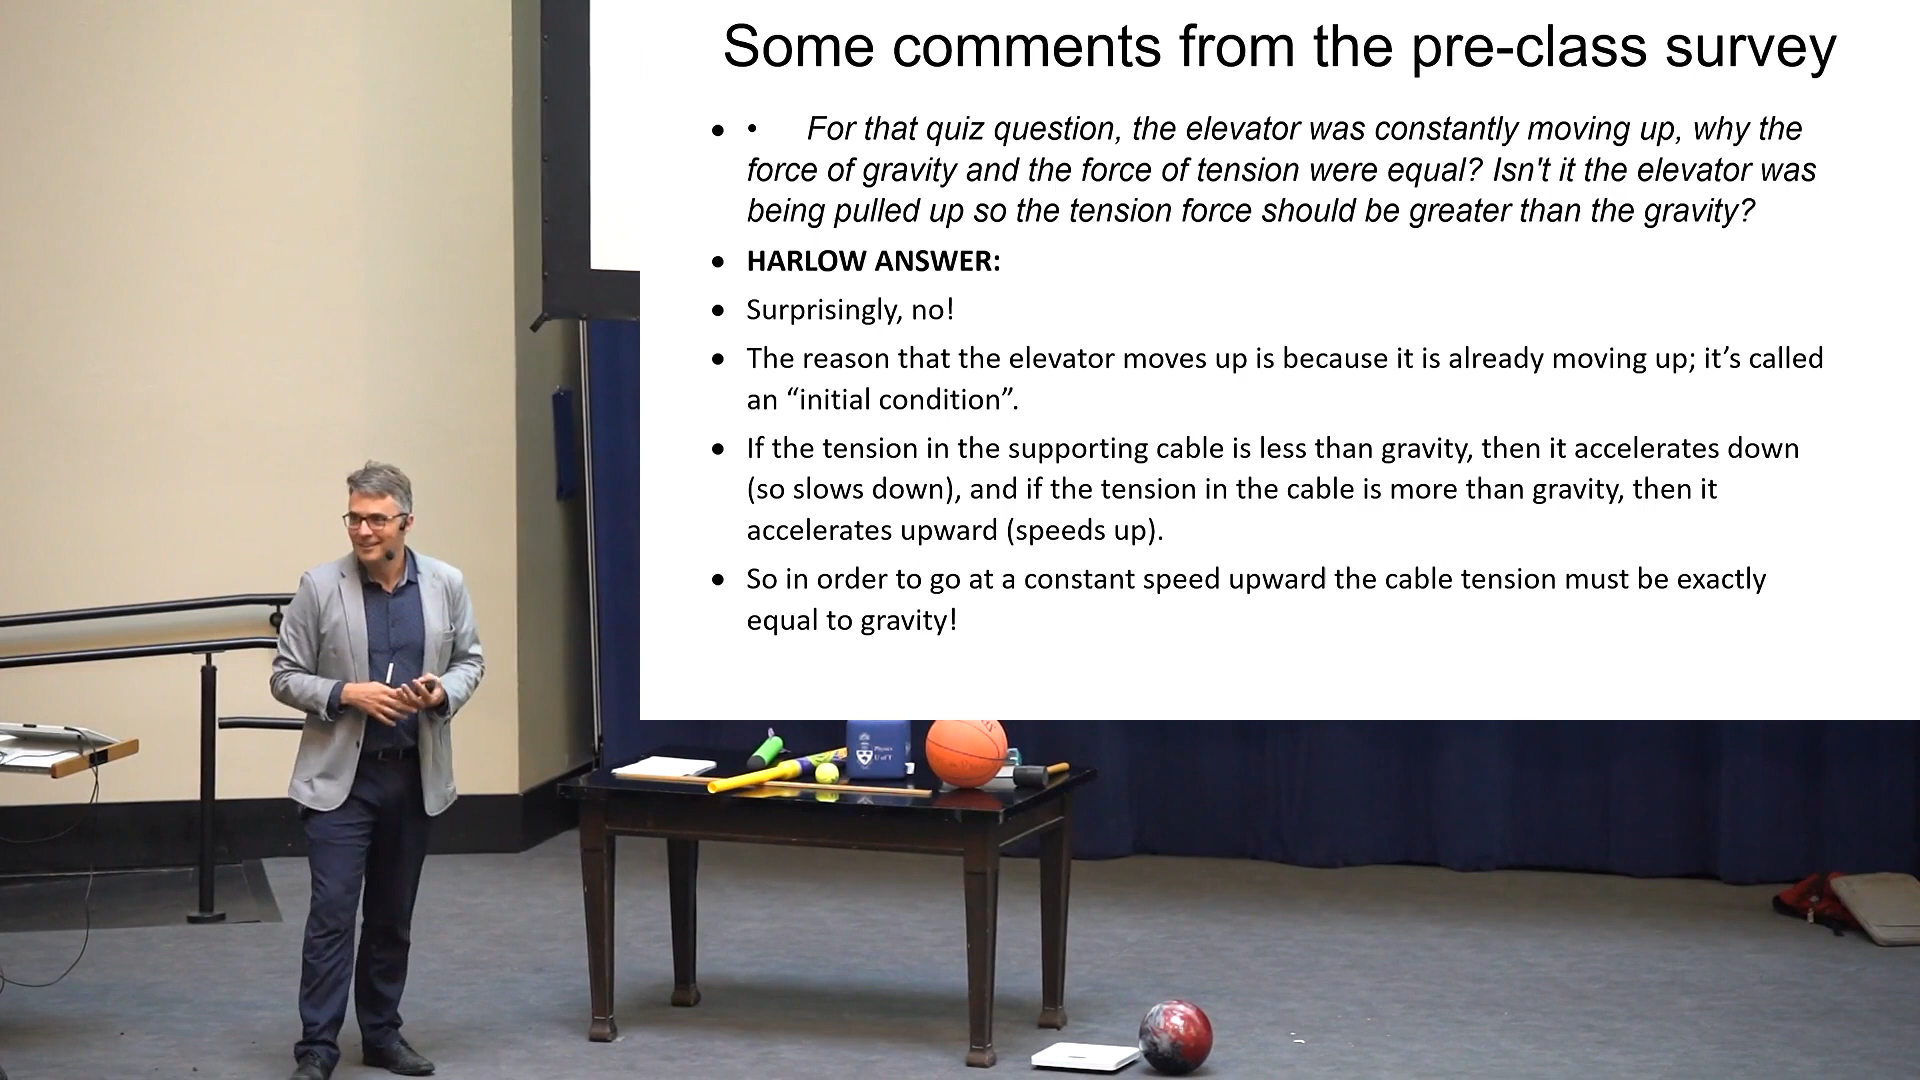 Some comments from the pre-class survey
• • For that quiz question, the elevator was constantly moving up, why the
force of gravity and the force of tension were equal? Isn't it the elevator was
being pulled up so the tension force should be greater than the gravity?
• HARLOW ANSWER:
• Surprisingly, no!
• The reason that the elevator moves up is because it is already moving up; it’s called
an “initial condition”.
• If the tension in the supporting cable is less than gravity, then it accelerates down
(so slows down), and if the tension in the cable is more than gravity, then it
accelerates upward (speeds up).
• So in order to go at a constant speed upward the cable tension must be exactly
equal to gravity!
Physics
U of T